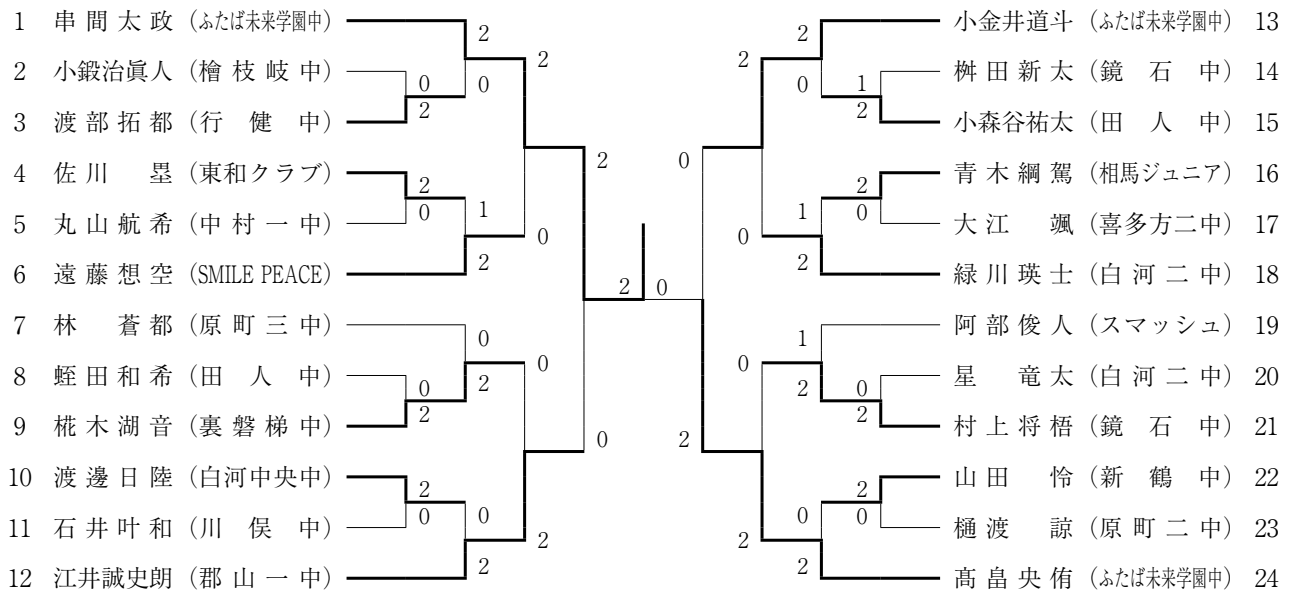 1 串間太政 (ふたば未来学園中)
2 小鍛治眞人 (檜枝岐中)
3 渡部拓都 (行健中)
4 佐川塁 (東和クラブ)
5 丸山航希 (中村一中)
6 遠藤想空 (SMILE PEACE)
7 林蒼都 (原町三中)
8 蛭田和希 (田人中)
9 椛木湖音 (裏磐梯中)
10 渡邊日陸 (白河中央中)
11 石井叶和 (川俣中)
12 江井誠史朗 (郡山一中)
2
0
2
0
2
0
1
2
2
0
2
0
0
2
0
2
2
0
0
2
0
2
2
0
2 0
0
2
2
0
2
0
0
2
1
2
1
2
2
0
1
2
0
2
0
2
2
0
小金井道斗 (ふたば未来学園中) 13
桝田新太 (鏡石中) 14
小森谷祐太 (田人中) 15
青木綱駕 (相馬ジュニア) 16
大江颯 (喜多方二中) 17
緑川瑛士 (白河二中) 18
阿部俊人 (スマッシュ) 19
星竜太 (白河二中) 20
村上将梧 (鏡石中) 21
山田怜 (新鶴中) 22
樋渡諒 (原町二中) 23
髙畠央侑 (ふたば未来学園中) 24